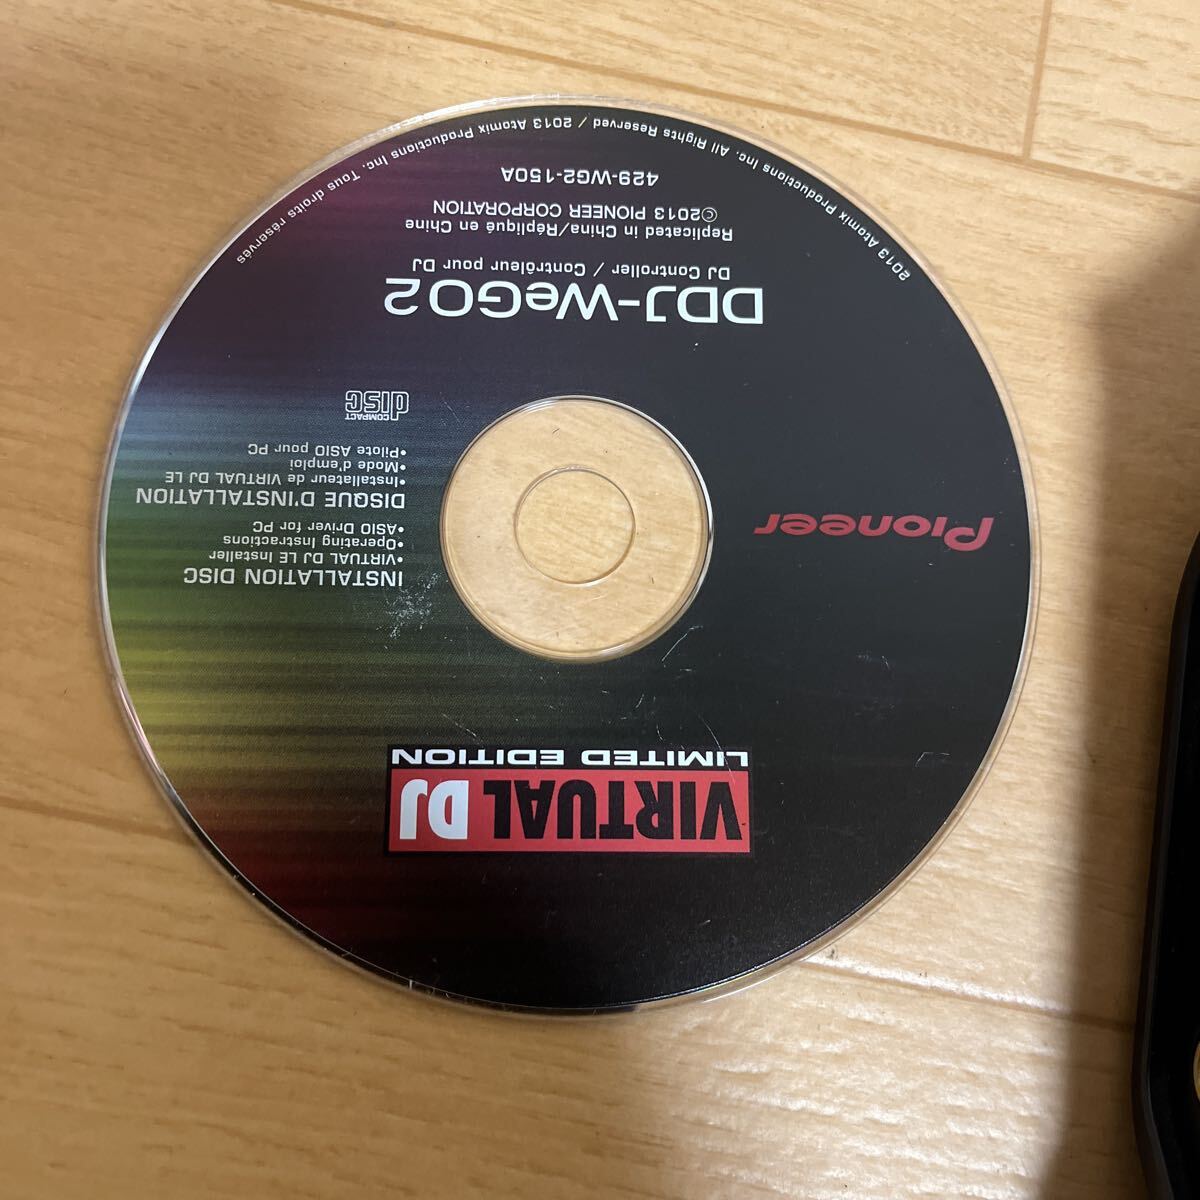 VIRTUAL DJ
LIMITED EDITION
Pioneer
INSTALLATION DISC
•VIRTUAL DJ LE Installer
•Operating Instructions
•ASIO Driver for PC
DISQUE D'INSTALLATION
•Installateur de VIRTUAL DJ LE
•Mode d'emploi
•Pilote ASIO pour PC
COMPACT
disc
DDJ-WeGO2
DJ Controller / Contrôleur pour DJ
Replicated in China/Répliqué en Chine
©2013 PIONEER CORPORATION
429-WG2-150A
2013 Atomix Productions Inc. All Rights Reserved / 2013 Atomix Productions Inc. Tous droits réservés